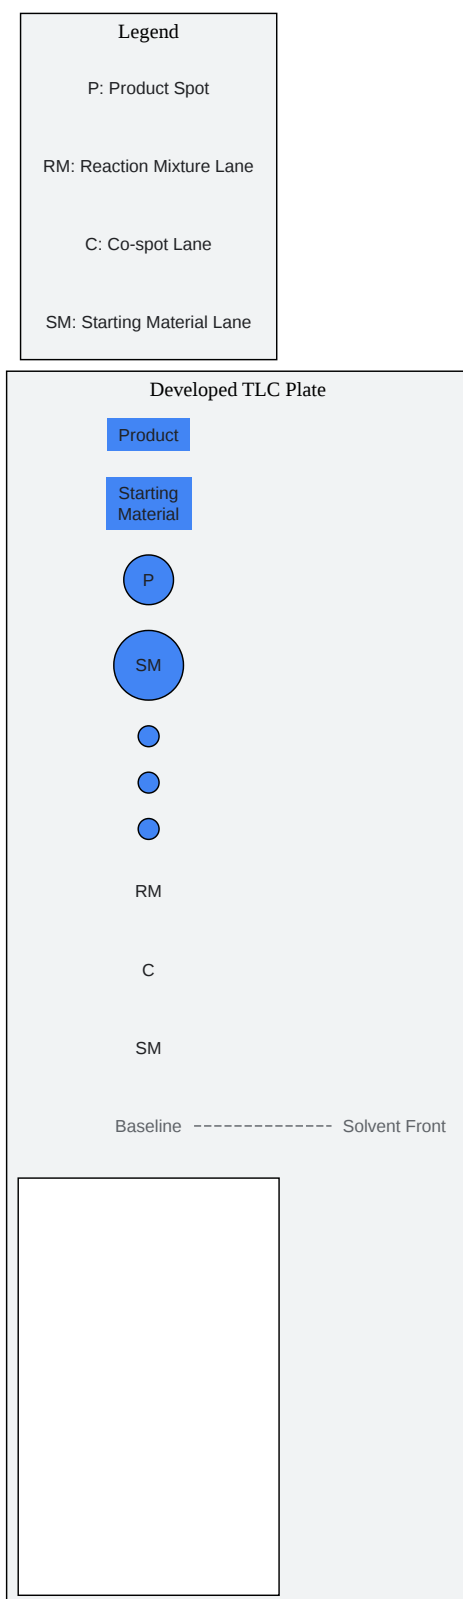 Legend
P: Product Spot
RM: Reaction Mixture Lane
C: Co-spot Lane
SM: Starting Material Lane
Developed TLC Plate
Product
Starting
Material
P
SM
RM
C
SM
Baseline Solvent Front